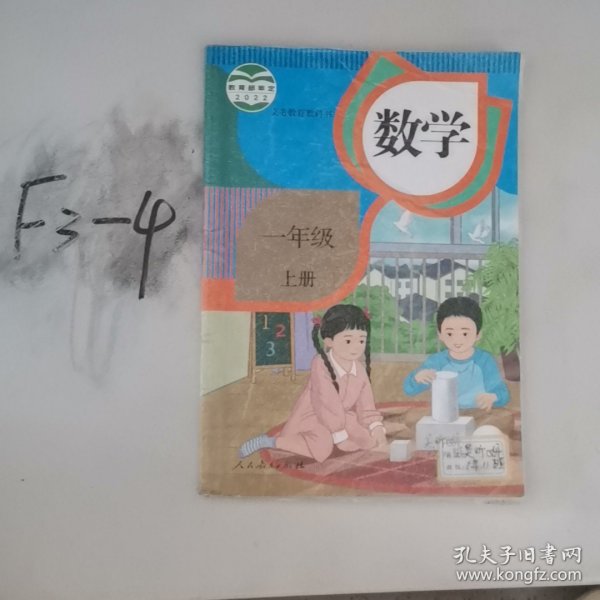 F3-4
教育部审定
2022
义务教育教科书
数学
一年级
上册
1
2
3
人民教育出版社
孔夫子旧书网
www.kongfz.com